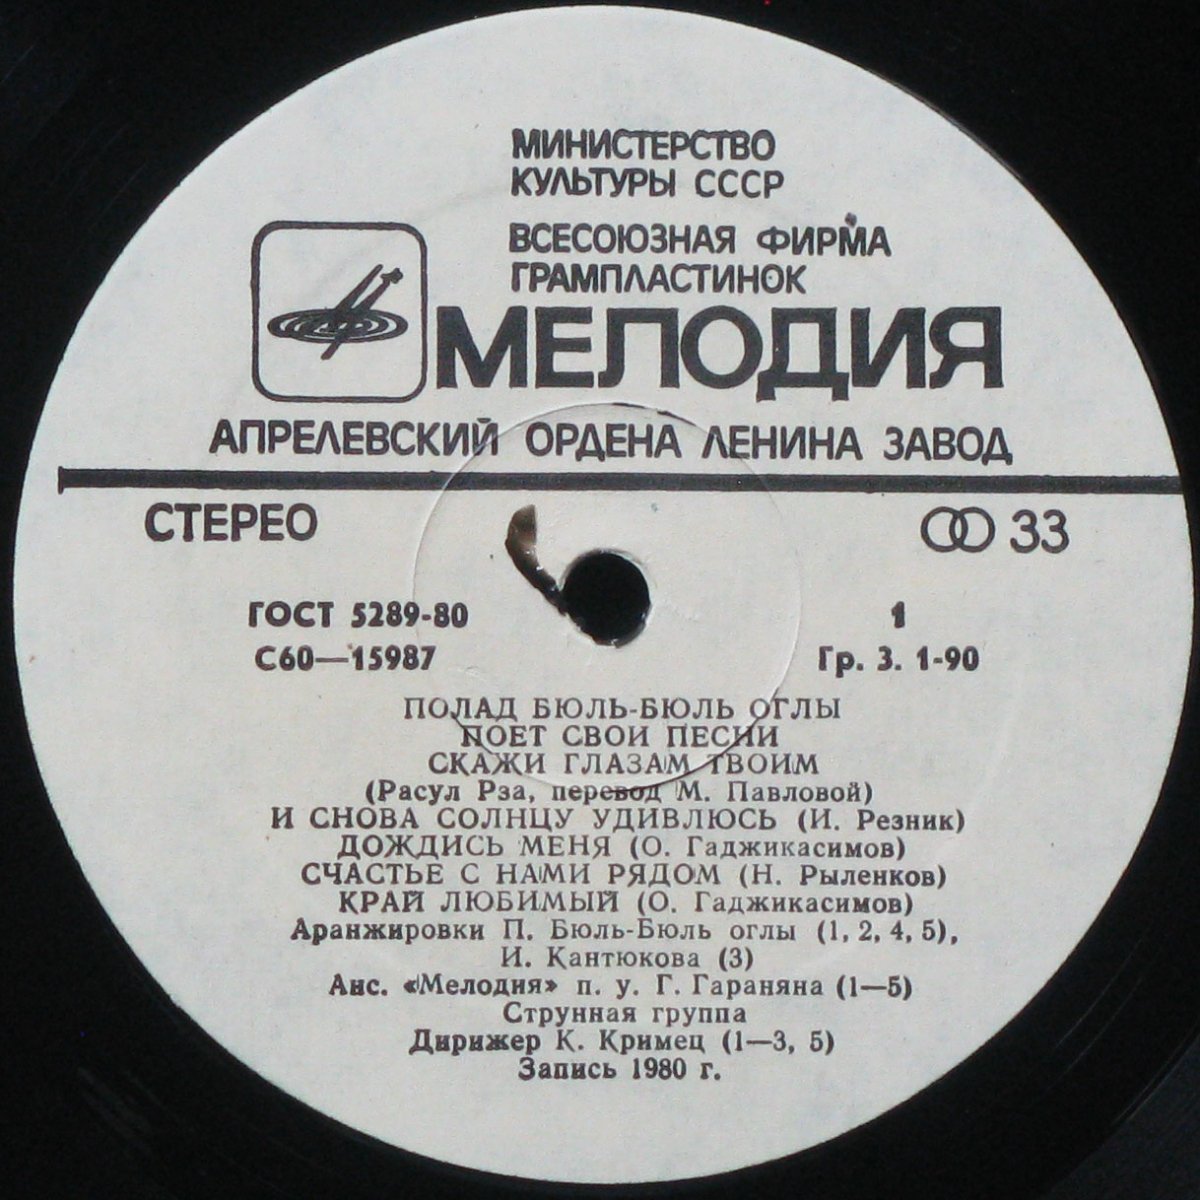 МИНИСТЕРСТВО
КУЛЬТУРЫ СССР
ВСЕСОЮЗНАЯ ФИРМА
ГРАМПЛАСТИНОК
МЕЛОДИЯ
АПРЕЛЕВСКИЙ ОРДЕНА ЛЕНИНА ЗАВОД
СТЕРЕО
33
ГОСТ 5289-80
1
С60—15987
Гр. 3. 1-90
ПОЛАД БЮЛЬ-БЮЛЬ ОГЛЫ
ПОЕТ СВОИ ПЕСНИ
СКАЖИ ГЛАЗАМ ТВОИМ
(Расул Рза, перевод М. Павловой)
И СНОВА СОЛНЦУ УДИВЛЮСЬ (И. Резник)
ДОЖДИСЬ МЕНЯ (О. Гаджикасимов)
СЧАСТЬЕ С НАМИ РЯДОМ (Н. Рыленков)
КРАЙ ЛЮБИМЫЙ (О. Гаджикасимов)
Аранжировки П. Бюль-Бюль оглы (1, 2, 4, 5),
И. Кантюкова (3)
Анс. «Мелодия» п. у. Г. Гараняна (1—5)
Струнная группа
Дирижер К. Кримец (1—3, 5)
Запись 1980 г.